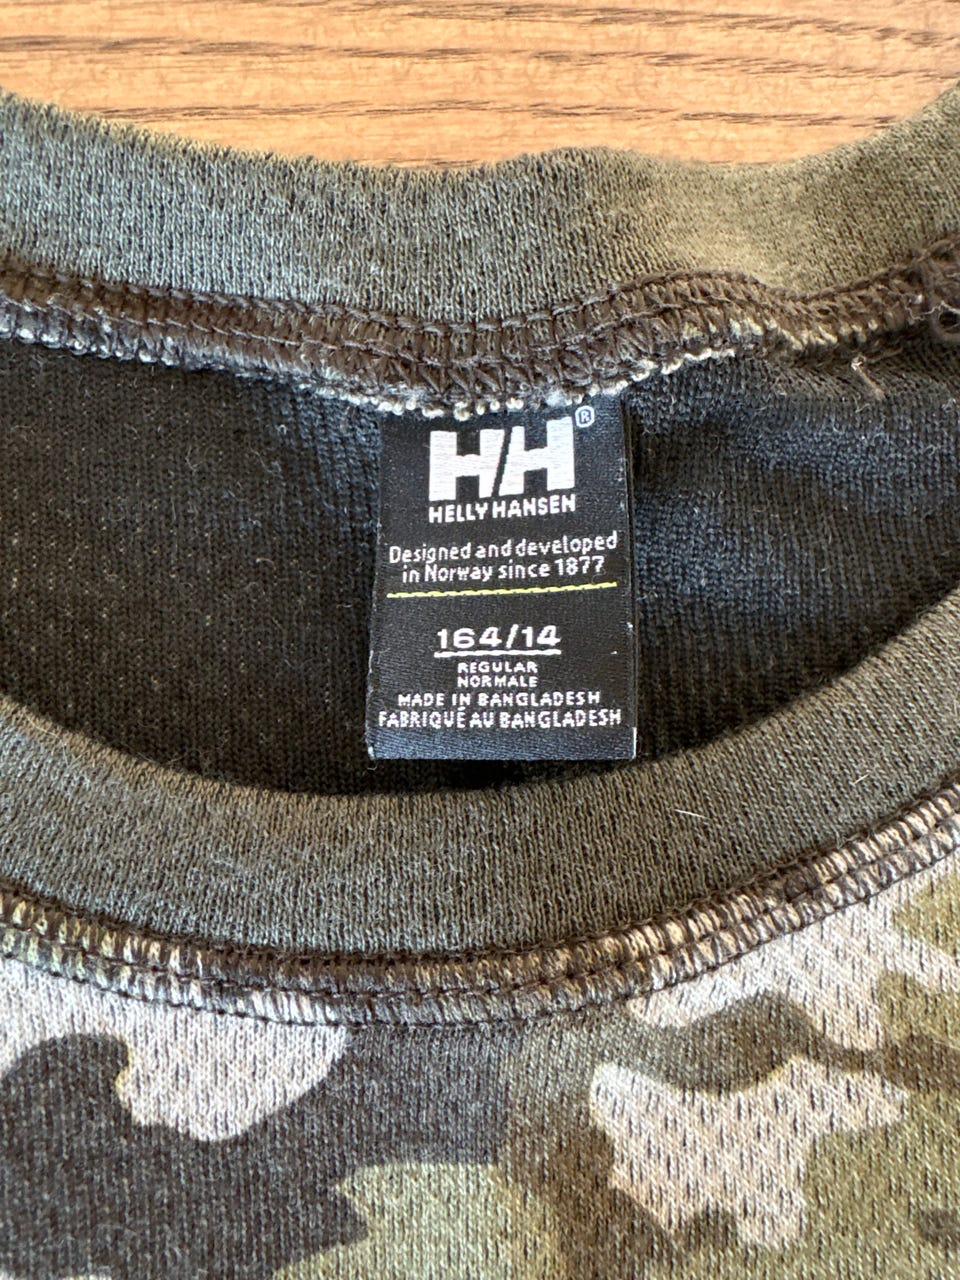 HH®
HELLY HANSEN
Designed and developed
in Norway since 1877
164/14
REGULAR
NORMALE
MADE IN BANGLADESH
FABRIQUÉ AU BANGLADESH